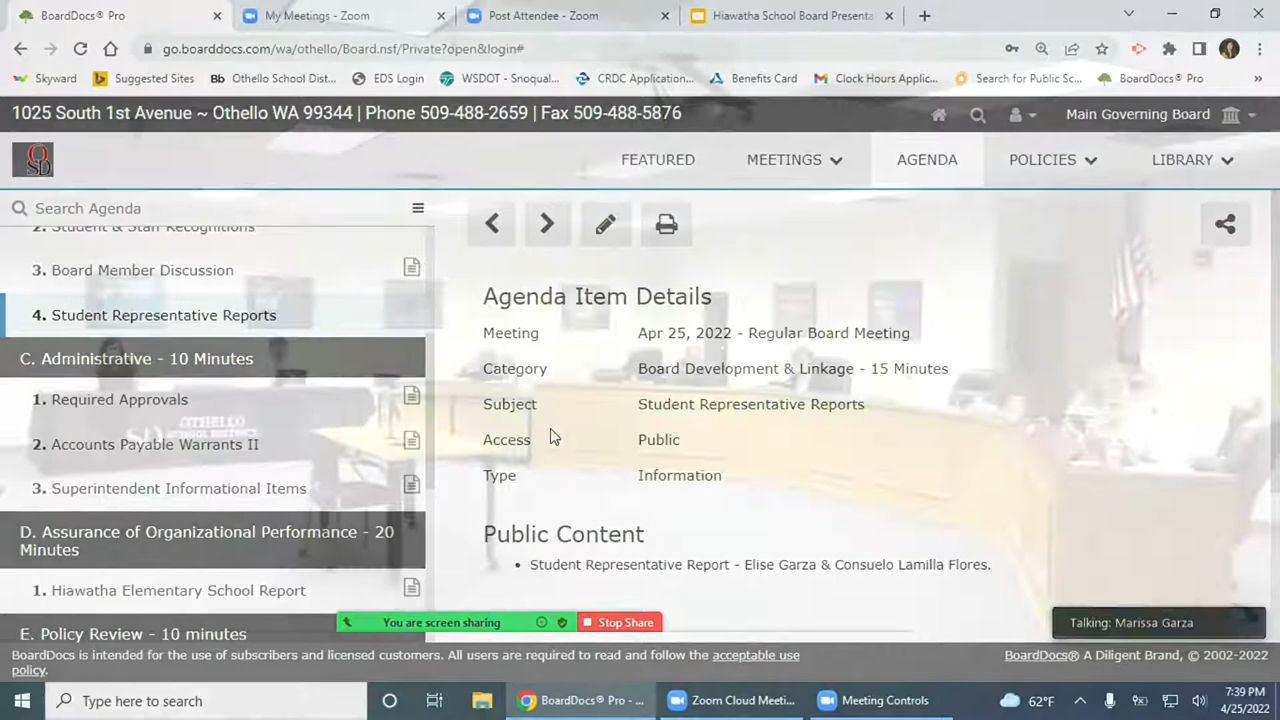 BoardDocs® Pro
My Meetings - Zoom
Post Attendee - Zoom
Hiawatha School Board Presenta
go.boarddocs.com/wa/othello/Board.nsf/Private?open&login#
Skyward
Suggested Sites
Bb Othello School Dist...
EDS Login
WSDOT - Snoqual...
CRDC Application...
Benefits Card
Clock Hours Applic...
Search for Public Sc...
BoardDocs® Pro
1025 South 1st Avenue ~ Othello WA 99344 | Phone 509-488-2659 | Fax 509-488-5876
Main Governing Board
OSD
FEATURED
MEETINGS
AGENDA
POLICIES
LIBRARY
Search Agenda
2. Student & Staff Recognitions
3. Board Member Discussion
4. Student Representative Reports
C. Administrative - 10 Minutes
1. Required Approvals
2. Accounts Payable Warrants II
3. Superintendent Informational Items
D. Assurance of Organizational Performance - 20
Minutes
1. Hiawatha Elementary School Report
E. Policy Review - 10 minutes
OTHELLO
SCHOOL DISTRICT
Agenda Item Details
Meeting Apr 25, 2022 - Regular Board Meeting
Category Board Development & Linkage - 15 Minutes
Subject Student Representative Reports
Access Public
Type Information
Public Content
• Student Representative Report - Elise Garza & Consuelo Lamilla Flores.
You are screen sharing
Stop Share
Talking: Marissa Garza
BoardDocs is intended for the use of subscribers and licensed customers. All users are required to read and follow the acceptable use
policy.
BoardDocs® A Diligent Brand, © 2002-2022
Type here to search
BoardDocs® Pro - ...
Zoom Cloud Meeti...
Meeting Controls
62°F
7:39 PM
4/25/2022